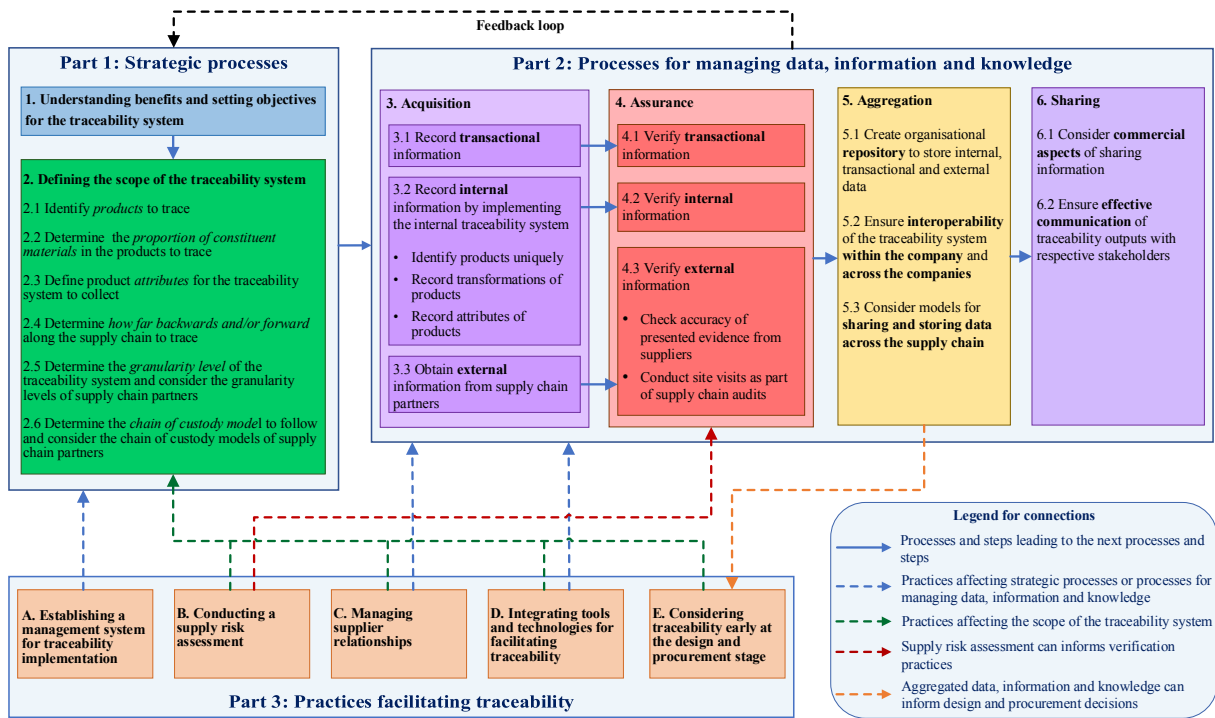 Feedback loop
Part 1: Strategic processes
1. Understanding benefits and setting objectives
for the traceability system
2. Defining the scope of the traceability system
2.1 Identify products to trace
2.2 Determine the proportion of constituent
materials in the products to trace
2.3 Define product attributes for the traceability
system to collect
2.4 Determine how far backwards and/or forward
along the supply chain to trace
2.5 Determine the granularity level of the
traceability system and consider the granularity
levels of supply chain partners
2.6 Determine the chain of custody model to follow
and consider the chain of custody models of supply
chain partners
Part 2: Processes for managing data, information and knowledge
3. Acquisition
3.1 Record transactional
information
3.2 Record internal
information by implementing
the internal traceability system
• Identify products uniquely
• Record transformations of
products
• Record attributes of
products
3.3 Obtain external
information from supply chain
partners
4. Assurance
4.1 Verify transactional
information
4.2 Verify internal
information
4.3 Verify external
information
• Check accuracy of
presented evidence from
suppliers
• Conduct site visits as part
of supply chain audits
5. Aggregation
5.1 Create organisational
repository to store internal,
transactional and external
data
5.2 Ensure interoperability
of the traceability system
within the company and
across the companies
5.3 Consider models for
sharing and storing data
across the supply chain
6. Sharing
6.1 Consider commercial
aspects of sharing
information
6.2 Ensure effective
communication of
traceability outputs with
respective stakeholders
A. Establishing a
management system
for traceability
implementation
B. Conducting a
supply risk
assessment
C. Managing
supplier
relationships
D. Integrating tools
and technologies for
facilitating
traceability
E. Considering
traceability early at
the design and
procurement stage
Part 3: Practices facilitating traceability
Legend for connections
Processes and steps leading to the next processes and
steps
Practices affecting strategic processes or processes for
managing data, information and knowledge
Practices affecting the scope of the traceability system
Supply risk assessment can informs verification
practices
Aggregated data, information and knowledge can
inform design and procurement decisions